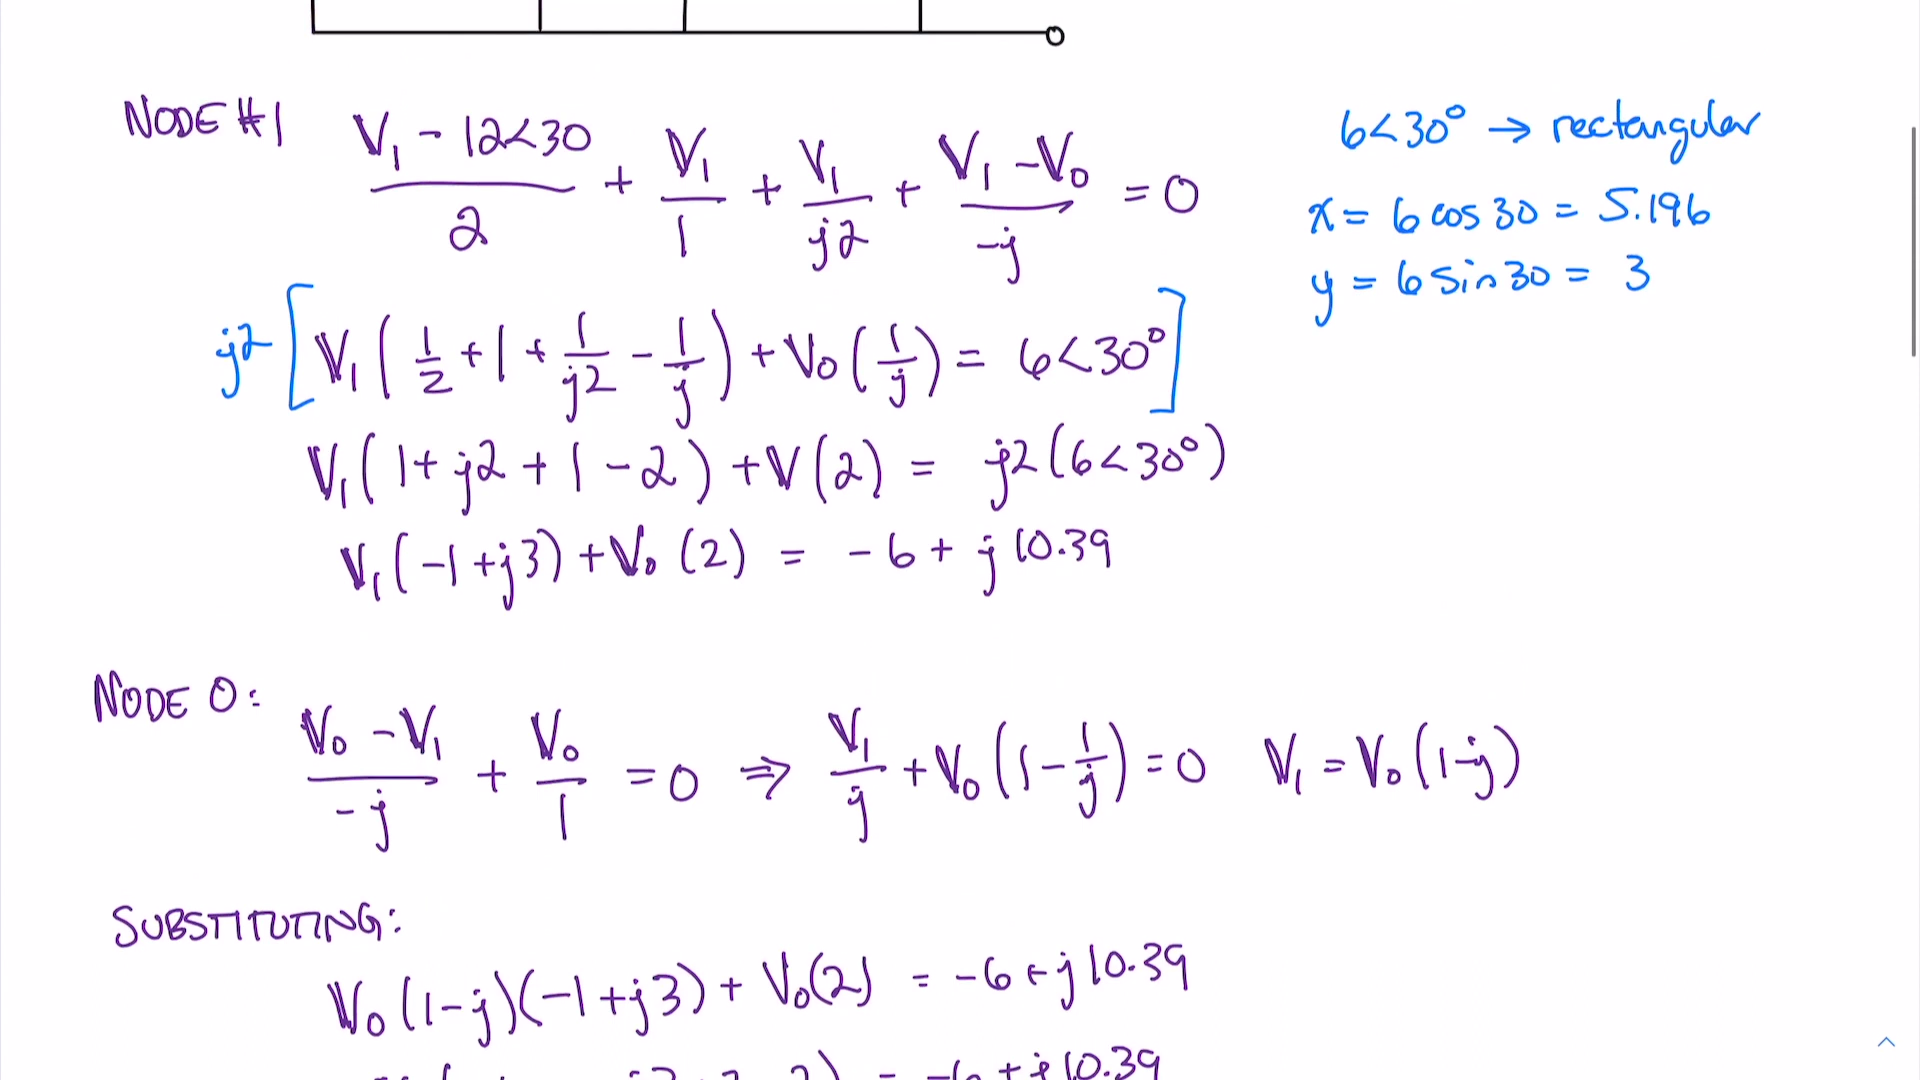 NODE #1 (V₁ - 12<30)/2 + V₁/1 + V₁/j2 + (V₁ - V₀)/-j = 0
6<30° → rectangular
x = 6 cos 30 = 5.196
y = 6 sin 30 = 3
j2 [V₁ (1/2 + 1 + 1/j2 - 1/j) + V₀ (1/j) = 6<30°]
V₁ (1 + j2 + 1 - 2) + V (2) = j2 (6<30°)
V₁ (-1 + j3) + V₀ (2) = -6 + j10.39
NODE 0: (V₀ - V₁)/-j + V₀/1 = 0 ⇒ V₁/j + V₀ (1 - 1/j) = 0 V₁ = V₀ (1-j)
SUBSTITUTING:
V₀ (1-j)(-1+j3) + V₀(2) = -6 + j10.39
= -6 + j10.39